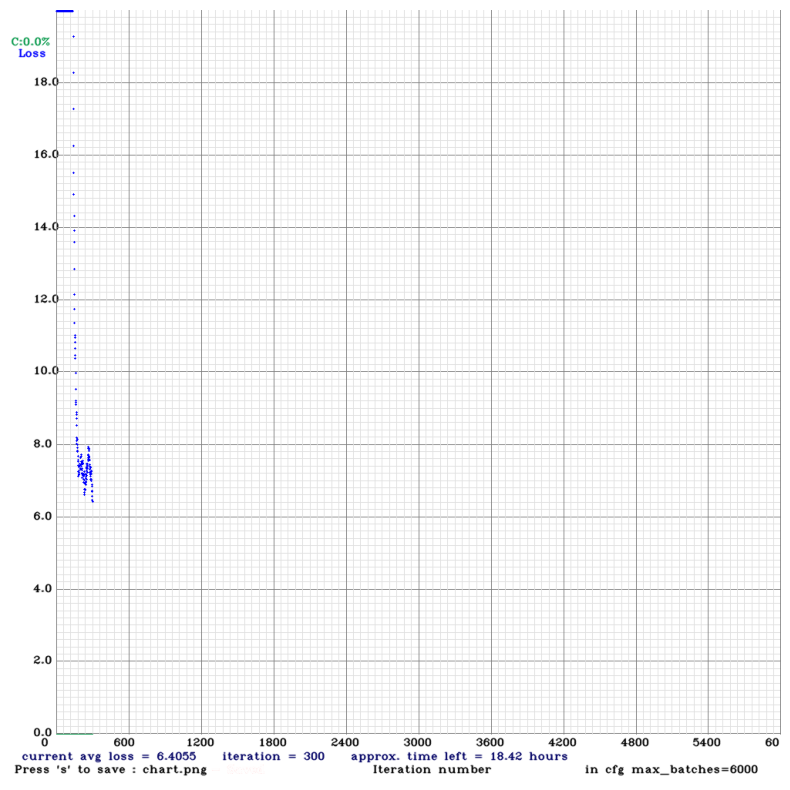 C:0.0%
Loss
18.0
16.0
14.0
12.0
10.0
8.0
6.0
4.0
2.0
0.0
0 600 1200 1800 2400 3000 3600 4200 4800 5400 60
current avg loss = 6.4055 iteration = 300 approx. time left = 18.42 hours
Press 's' to save : chart.png Iteration number in cfg max_batches=6000